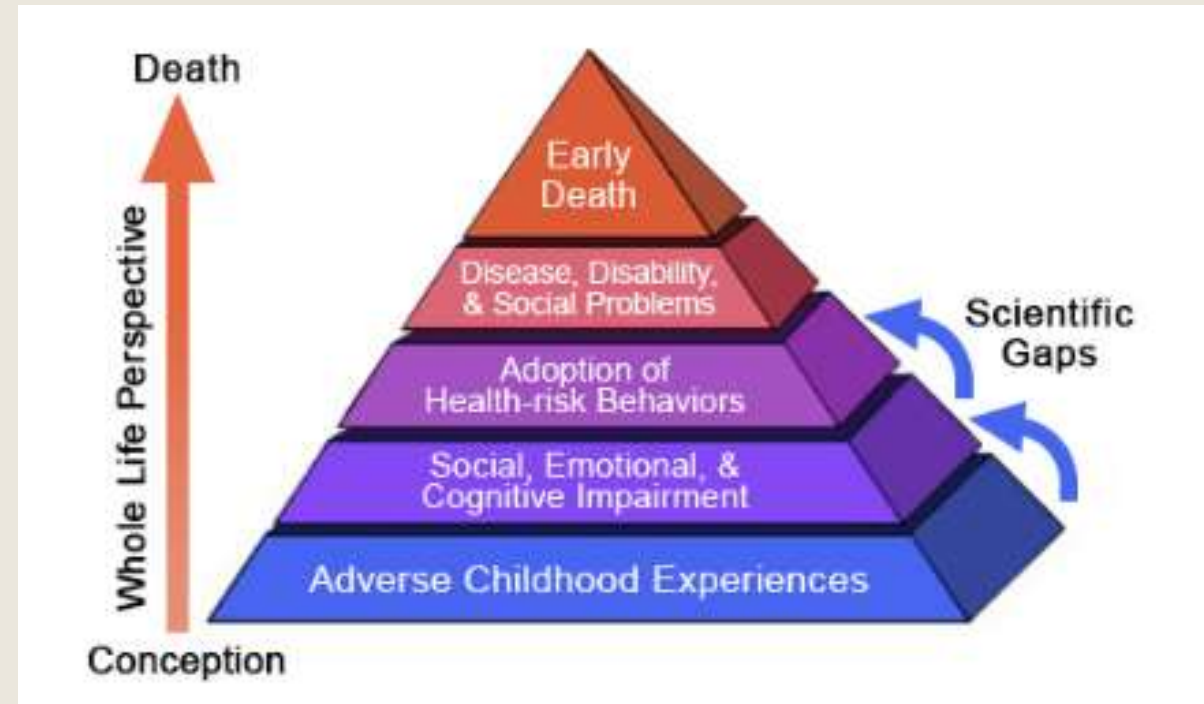 Death
Whole Life Perspective
Conception
Early
Death
Disease, Disability,
& Social Problems
Adoption of
Health-risk Behaviors
Social, Emotional, &
Cognitive Impairment
Adverse Childhood Experiences
Scientific
Gaps